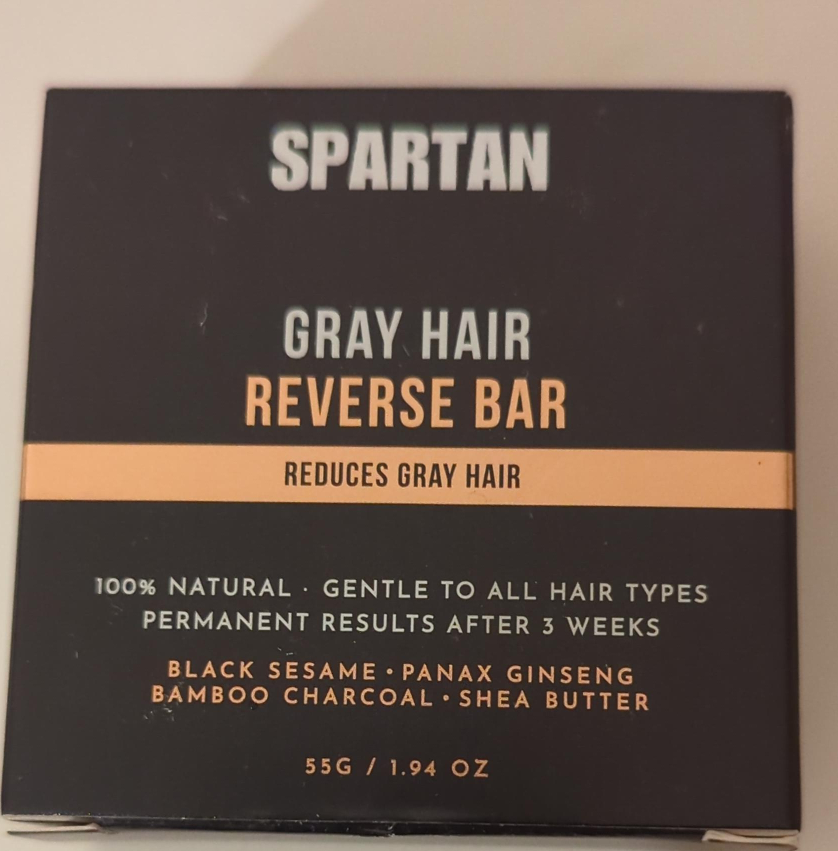 SPARTAN
GRAY HAIR
REVERSE BAR
REDUCES GRAY HAIR
100% NATURAL · GENTLE TO ALL HAIR TYPES
PERMANENT RESULTS AFTER 3 WEEKS
BLACK SESAME • PANAX GINSENG
BAMBOO CHARCOAL • SHEA BUTTER
55G / 1.94 OZ